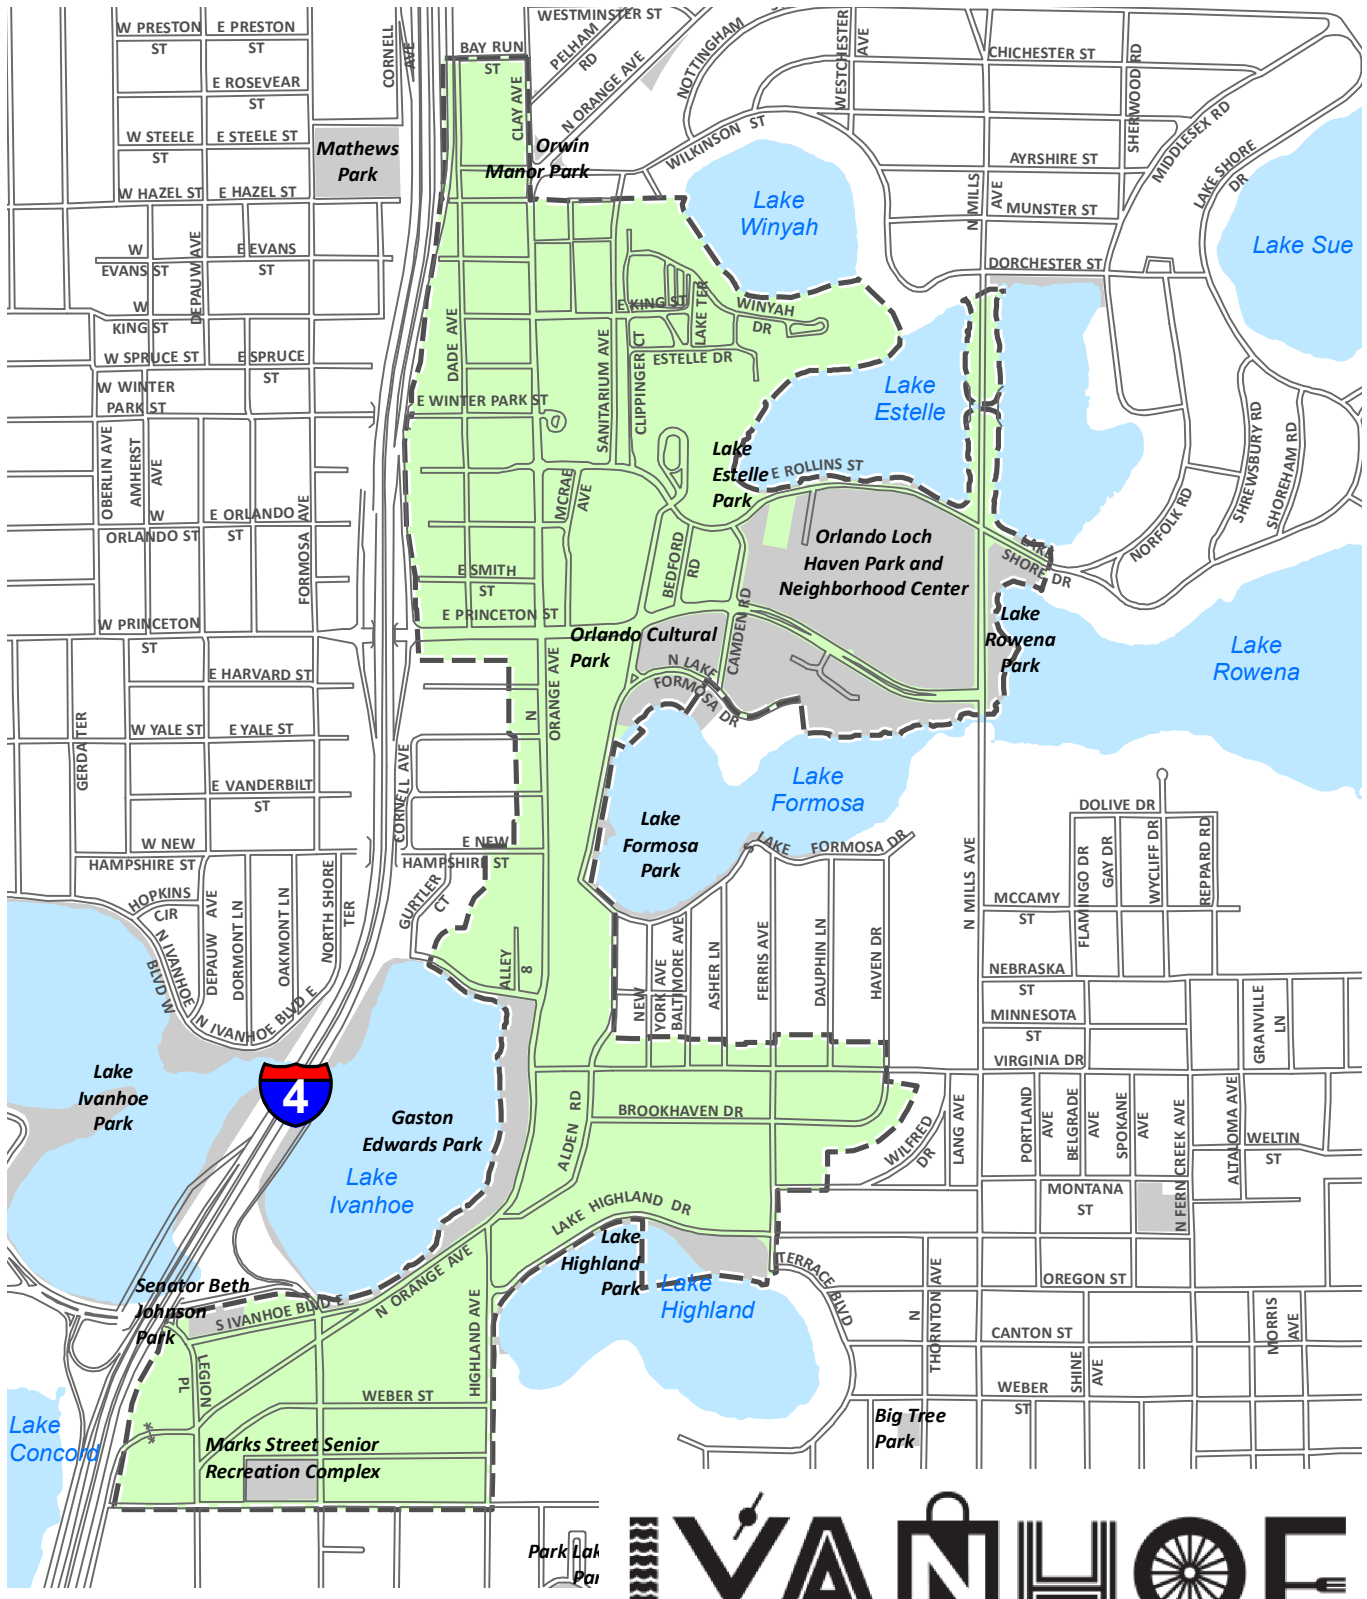 W PRESTON
ST
E PRESTON
ST
CORNELL
AVE
BAY RUN
ST
WESTMINSTER ST
PELHAM
RD
N ORANGE AVE
NOTTINGHAM
WESTCHESTER
AVE
CHICHESTER ST
SHERWOOD RD
E ROSEVEAR
ST
W STEELE
ST
E STEELE ST
Mathews
Park
CLAY AVE
Orwin
Manor Park
WILKINSON ST
AYRSHIRE ST
MIDDLESEX RD
LAKE SHORE
DR
W HAZEL ST
E HAZEL ST
Lake
Winyah
N MILLS
AVE
MUNSTER ST
Lake Sue
W
EVANS ST
DEPAUW AVE
E EVANS
ST
DORCHESTER ST
W
KING ST
E KING ST
LAKE TER
WINYAH
DR
DADE AVE
SANITARIUM AVE
CLIPPINGER CT
ESTELLE DR
W SPRUCE ST
E SPRUCE
ST
W WINTER
PARK ST
E WINTER PARK ST
Lake
Estelle
OBERLIN AVE
AMHERST
AVE
Lake
Estelle
Park
E ROLLINS ST
SHREWSBURY RD
SHOREHAM RD
NORFOLK RD
MCRAE
AVE
W
ORLANDO ST
E ORLANDO
ST
FORMOSA AVE
Orlando Loch
Haven Park and
Neighborhood Center
LAKE
SHORE DR
BEDFORD
RD
E SMITH
ST
E PRINCETON ST
CAMDEN RD
W PRINCETON
ST
Orlando Cultural
Park
Lake
Rowena
Park
Lake
Rowena
E HARVARD ST
N LAKE
FORMOSA DR
N
ORANGE AVE
GERDA TER
W YALE ST
E YALE ST
CORNELL AVE
Lake
Formosa
E VANDERBILT
ST
Lake
Formosa
Park
DOLIVE DR
W NEW
HAMPSHIRE ST
E NEW
HAMPSHIRE ST
LAKE FORMOSA DR
N MILLS AVE
FLAMINGO DR
GAY DR
WYCLIFF DR
REPPARD RD
HOPKINS
CIR
DEPAUW AVE
DORMONT LN
OAKMONT LN
NORTH SHORE
TER
GURTLER
CT
MCCAMY
ST
N IVANHOE
BLVD W
N IVANHOE BLVD E
ALLEY
8
NEW
YORK AVE
BALTIMORE AVE
ASHER LN
FERRIS AVE
DAUPHIN LN
HAVEN DR
NEBRASKA
ST
MINNESOTA
ST
GRANVILLE
LN
VIRGINIA DR
Lake
Ivanhoe
Park
4
Gaston
Edwards Park
Lake
Ivanhoe
ALDEN RD
BROOKHAVEN DR
WILFRED
DR
LANG AVE
PORTLAND
AVE
BELGRADE
AVE
SPOKANE
AVE
N FERN CREEK AVE
ALTALOMA AVE
WELTIN
ST
MONTANA
ST
LAKE HIGHLAND DR
Lake
Highland
Park
Lake
Highland
TERRACE BLVD
OREGON ST
Senator Beth
Johnson
Park
S IVANHOE BLVD E
N ORANGE AVE
HIGHLAND AVE
N
THORNTON AVE
CANTON ST
MORRIS
AVE
LEGION
PL
WEBER ST
WEBER
ST
SHINE
AVE
Lake
Concord
Big Tree
Park
Marks Street Senior
Recreation Complex
Park Lak
Par
IVANHOE